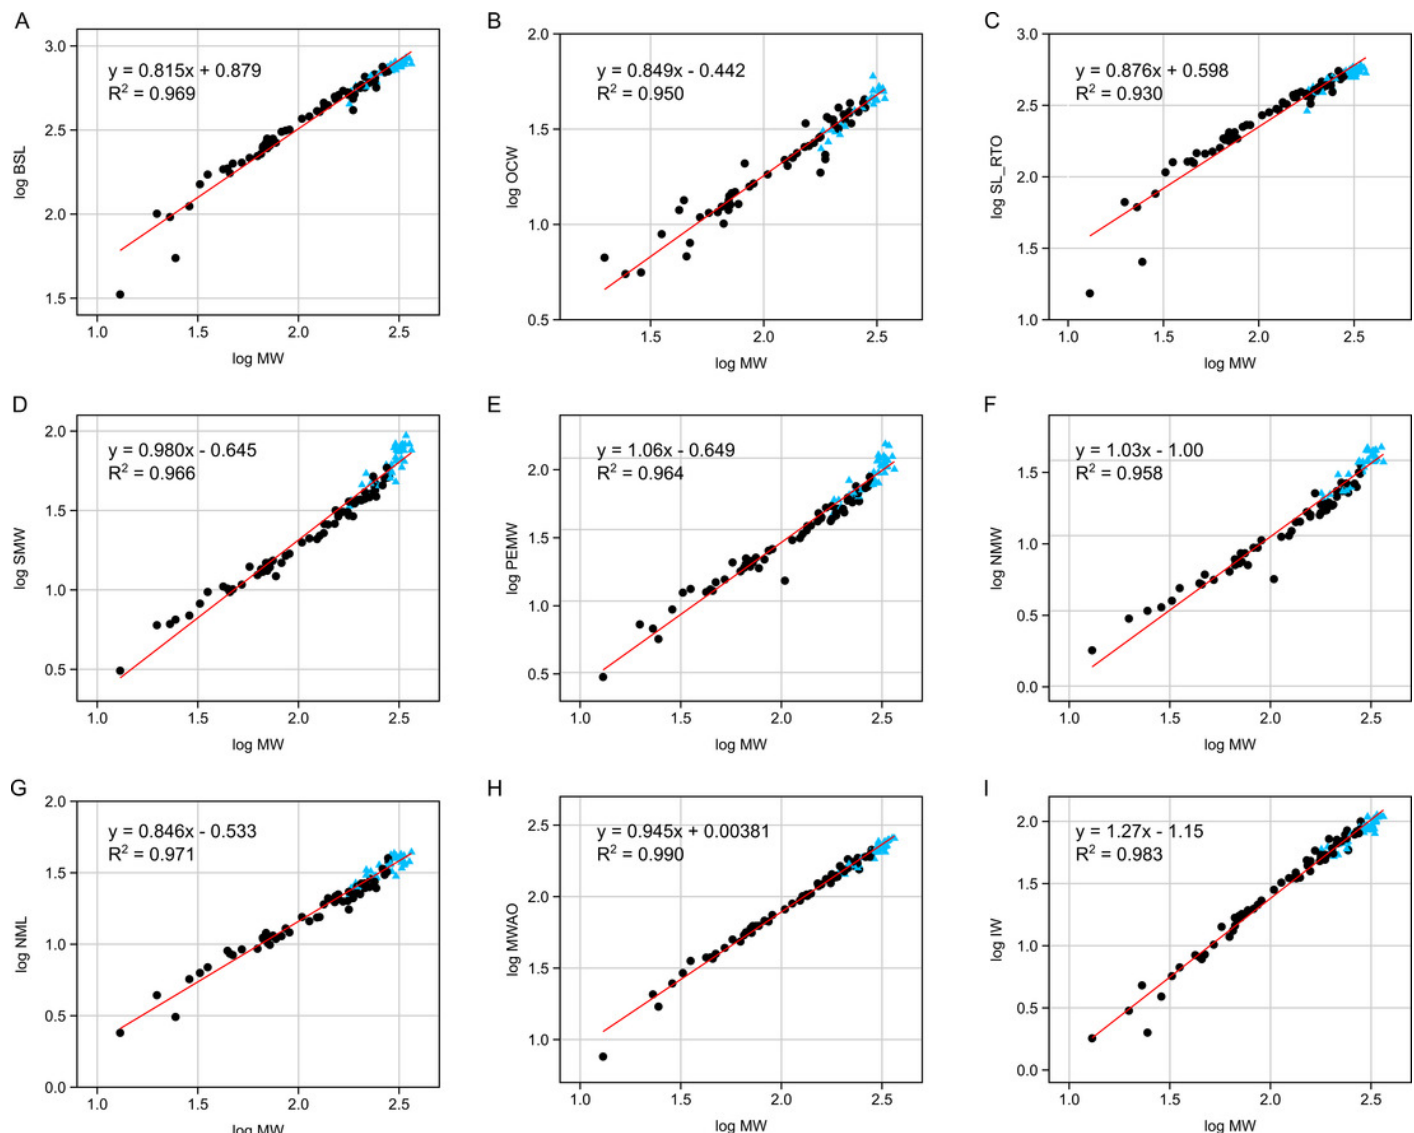 A
y = 0.815x + 0.879
R² = 0.969
3.0
2.5
2.0
1.5
log BSL
1.0 1.5 2.0 2.5
log MW
B
y = 0.849x - 0.442
R² = 0.950
2.0
1.5
1.0
0.5
log OCW
1.5 2.0 2.5
log MW
C
y = 0.876x + 0.598
R² = 0.930
3.0
2.5
2.0
1.5
1.0
log SL_RTO
1.0 1.5 2.0 2.5
log MW
D
y = 0.980x - 0.645
R² = 0.966
2.0
1.5
1.0
0.5
log SMW
1.0 1.5 2.0 2.5
log MW
E
y = 1.06x - 0.649
R² = 0.964
2.0
1.5
1.0
0.5
log PEMW
1.0 1.5 2.0 2.5
log MW
F
y = 1.03x - 1.00
R² = 0.958
1.5
1.0
0.5
0.0
log NMW
1.0 1.5 2.0 2.5
log MW
G
y = 0.846x - 0.533
R² = 0.971
2.0
1.5
1.0
0.5
0.0
log NML
1.0 1.5 2.0 2.5
log MW
H
y = 0.945x + 0.00381
R² = 0.990
2.5
2.0
1.5
1.0
log MWAO
1.0 1.5 2.0 2.5
log MW
I
y = 1.27x - 1.15
R² = 0.983
2.0
1.5
1.0
0.5
0.0
log IW
1.0 1.5 2.0 2.5
log MW